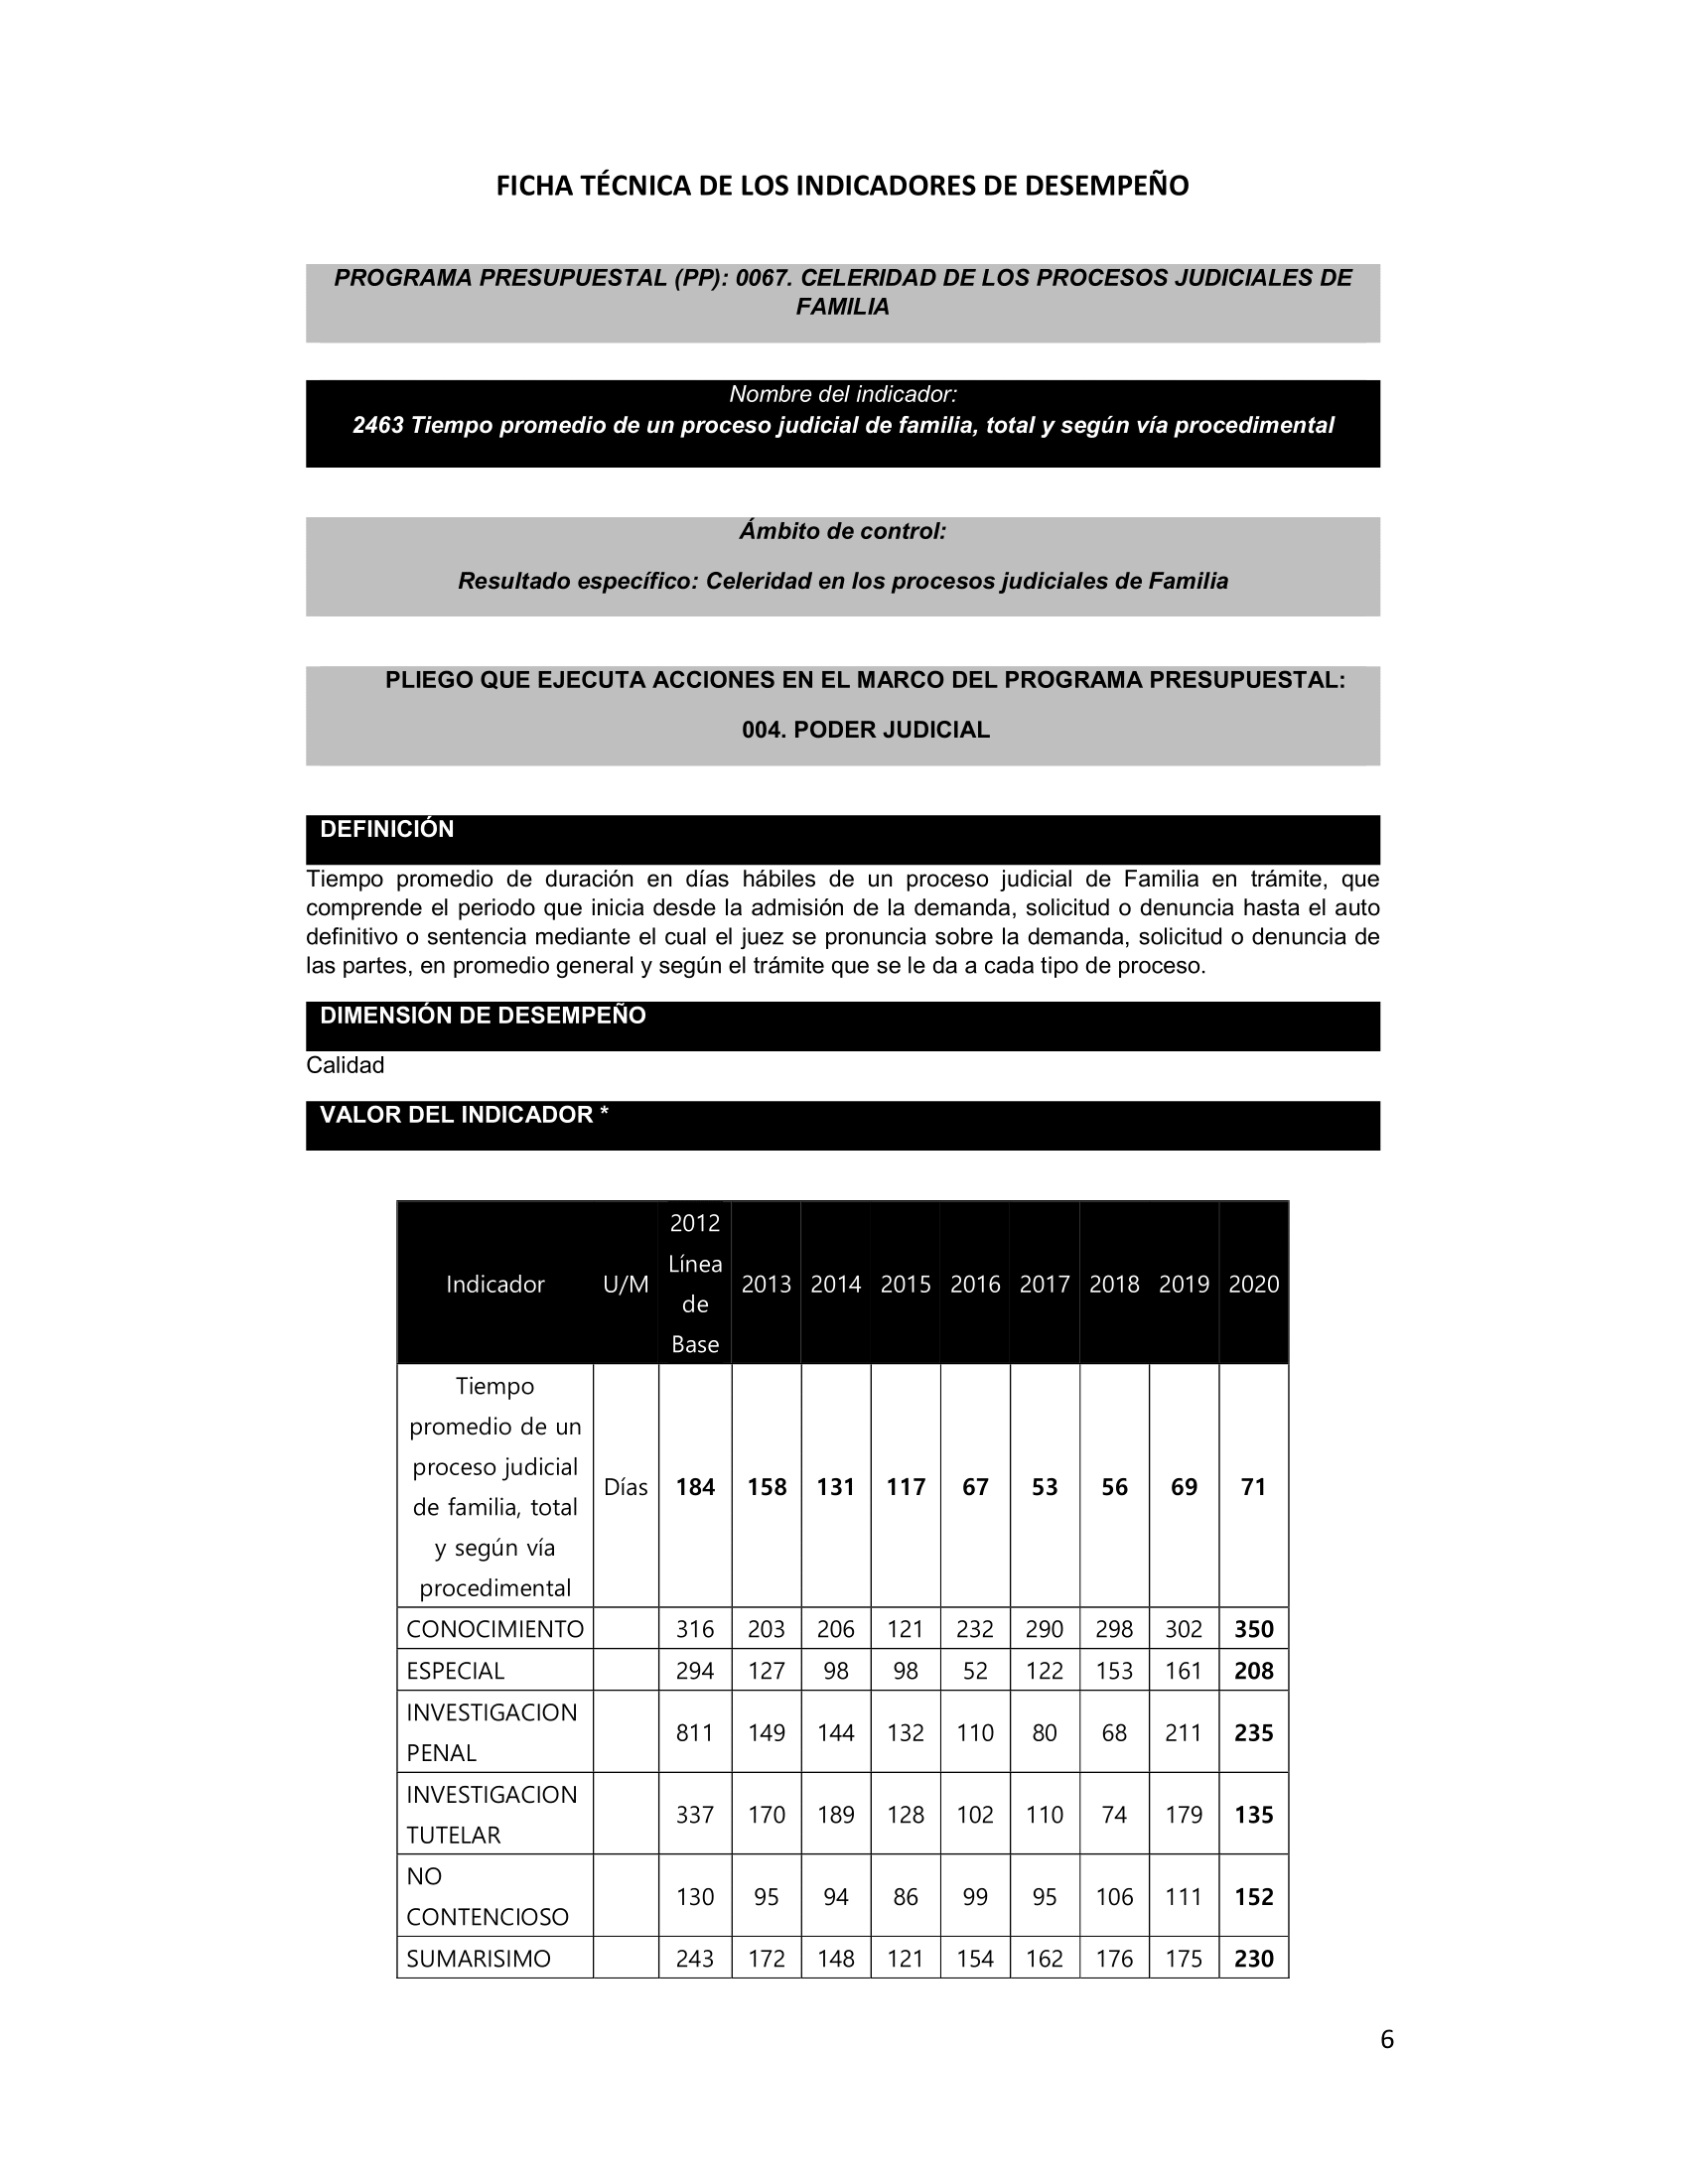 FICHA TÉCNICA DE LOS INDICADORES DE DESEMPEÑO
PROGRAMA PRESUPUESTAL (PP): 0067. CELERIDAD DE LOS PROCESOS JUDICIALES DE
FAMILIA
Nombre del indicador:
2463 Tiempo promedio de un proceso judicial de familia, total y según vía procedimental
Ámbito de control:
Resultado específico: Celeridad en los procesos judiciales de Familia
PLIEGO QUE EJECUTA ACCIONES EN EL MARCO DEL PROGRAMA PRESUPUESTAL:
004. PODER JUDICIAL
DEFINICIÓN
Tiempo promedio de duración en días hábiles de un proceso judicial de Familia en trámite, que
comprende el periodo que inicia desde la admisión de la demanda, solicitud o denuncia hasta el auto
definitivo o sentencia mediante el cual el juez se pronuncia sobre la demanda, solicitud o denuncia de
las partes, en promedio general y según el trámite que se le da a cada tipo de proceso.
DIMENSIÓN DE DESEMPEÑO
Calidad
VALOR DEL INDICADOR *
Indicador U/M 2012 Línea de Base 2013 2014 2015 2016 2017 2018 2019 2020
Tiempo
promedio de un
proceso judicial
de familia, total
y según vía
procedimental
Días 184 158 131 117 67 53 56 69 71
CONOCIMIENTO 316 203 206 121 232 290 298 302 350
ESPECIAL 294 127 98 98 52 122 153 161 208
INVESTIGACION
PENAL
811 149 144 132 110 80 68 211 235
INVESTIGACION
TUTELAR
337 170 189 128 102 110 74 179 135
NO
CONTENCIOSO
130 95 94 86 99 95 106 111 152
SUMARISIMO 243 172 148 121 154 162 176 175 230
6